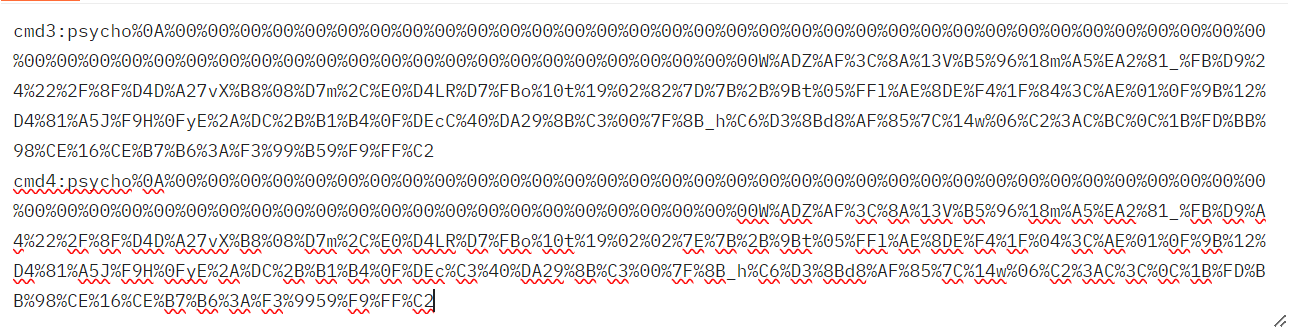 cmd3:psycho%0A%00%00%00%00%00%00%00%00%00%00%00%00%00%00%00%00%00%00%00%00%00%00%00%00%00%00%00%00%00%00%00%00%00%00
%00%00%00%00%00%00%00%00%00%00%00%00%00%00%00%00%00%00%00%00%00%00%00W%ADZ%AF%3C%8A%13V%B5%96%18m%A5%EA2%81_%FB%D9%2
4%22%2F%8F%D4D%A27vX%B8%08%D7m%2C%E0%D4LR%D7%FBo%10t%19%02%82%7D%7B%2B%9Bt%05%FFl%AE%8DE%F4%1F%84%3C%AE%01%0F%9B%12%
D4%81%A5J%F9H%0FyE%2A%DC%2B%B1%B4%0F%DEcC%40%DA29%8B%C3%00%7F%8B_h%C6%D3%8Bd8%AF%85%7C%14w%06%C2%3AC%BC%0C%1B%FD%BB%
98%CE%16%CE%B7%B6%3A%F3%99%B59%F9%FF%C2
cmd4:psycho%0A%00%00%00%00%00%00%00%00%00%00%00%00%00%00%00%00%00%00%00%00%00%00%00%00%00%00%00%00%00%00%00%00%00%00
%00%00%00%00%00%00%00%00%00%00%00%00%00%00%00%00%00%00%00%00%00%00%00W%ADZ%AF%3C%8A%13V%B5%96%18m%A5%EA2%81_%FB%D9%A
4%22%2F%8F%D4D%A27vX%B8%08%D7m%2C%E0%D4LR%D7%FBo%10t%19%02%02%7E%7B%2B%9Bt%05%FFl%AE%8DE%F4%1F%04%3C%AE%01%0F%9B%12%
D4%81%A5J%F9H%0FyE%2A%DC%2B%B1%B4%0F%DEc%C3%40%DA29%8B%C3%00%7F%8B_h%C6%D3%8Bd8%AF%85%7C%14w%06%C2%3AC%3C%0C%1B%FD%B
B%98%CE%16%CE%B7%B6%3A%F3%9959%F9%FF%C2